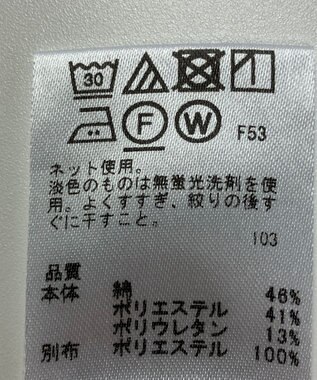 30
F W F53
ネット使用。
淡色のものは無蛍光洗剤を使
用。よくすすぎ、絞りの後す
ぐに干すこと。
103
品質
本体 綿 46%
ポリエステル 41%
ポリウレタン 13%
別布 ポリエステル 100%